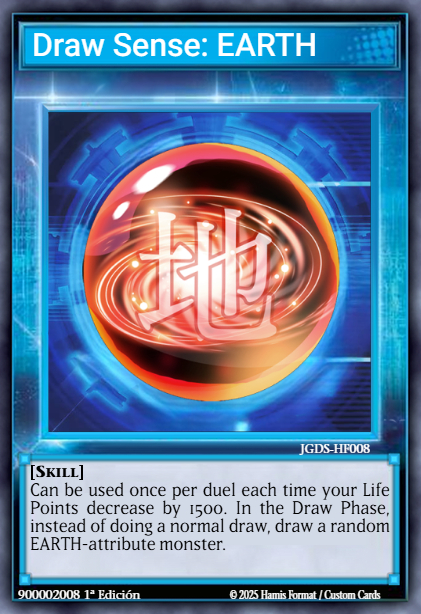 Draw Sense: EARTH
地
JGDS-HF008
[SKILL]
Can be used once per duel each time your Life
Points decrease by 1500. In the Draw Phase,
instead of doing a normal draw, draw a random
EARTH-attribute monster.
900002008 1ª Edición
© 2025 Hamis Format / Custom Cards